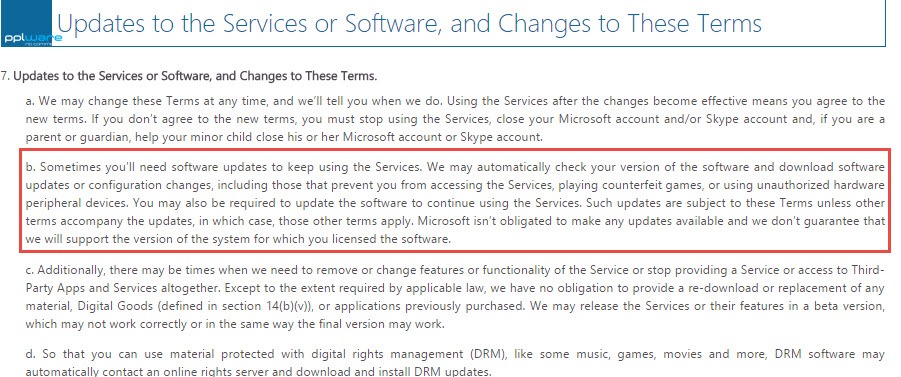 Updates to the Services or Software, and Changes to These Terms
pplware
7. Updates to the Services or Software, and Changes to These Terms.
a. We may change these Terms at any time, and we'll tell you when we do. Using the Services after the changes become effective means you agree to the
new terms. If you don't agree to the new terms, you must stop using the Services, close your Microsoft account and/or Skype account and, if you are a
parent or guardian, help your minor child close his or her Microsoft account or Skype account.
b. Sometimes you'll need software updates to keep using the Services. We may automatically check your version of the software and download software
updates or configuration changes, including those that prevent you from accessing the Services, playing counterfeit games, or using unauthorized hardware
peripheral devices. You may also be required to update the software to continue using the Services. Such updates are subject to these Terms unless other
terms accompany the updates, in which case, those other terms apply. Microsoft isn't obligated to make any updates available and we don't guarantee that
we will support the version of the system for which you licensed the software.
c. Additionally, there may be times when we need to remove or change features or functionality of the Service or stop providing a Service or access to Third-
Party Apps and Services altogether. Except to the extent required by applicable law, we have no obligation to provide a re-download or replacement of any
material, Digital Goods (defined in section 14(b)(v)), or applications previously purchased. We may release the Services or their features in a beta version,
which may not work correctly or in the same way the final version may work.
d. So that you can use material protected with digital rights management (DRM), like some music, games, movies and more, DRM software may
automatically contact an online rights server and download and install DRM updates.